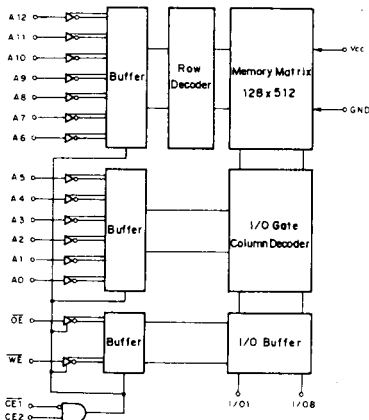 A12
A11
A10
A9
A8
A7
A6
Buffer
Row
Decoder
Memory Matrix
128 x 512
Vcc
GND
A5
A4
A3
A2
A1
A0
Buffer
I/O Gate
Column Decoder
OE
WE
Buffer
I/O Buffer
CE1
CE2
I/O1
I/O8